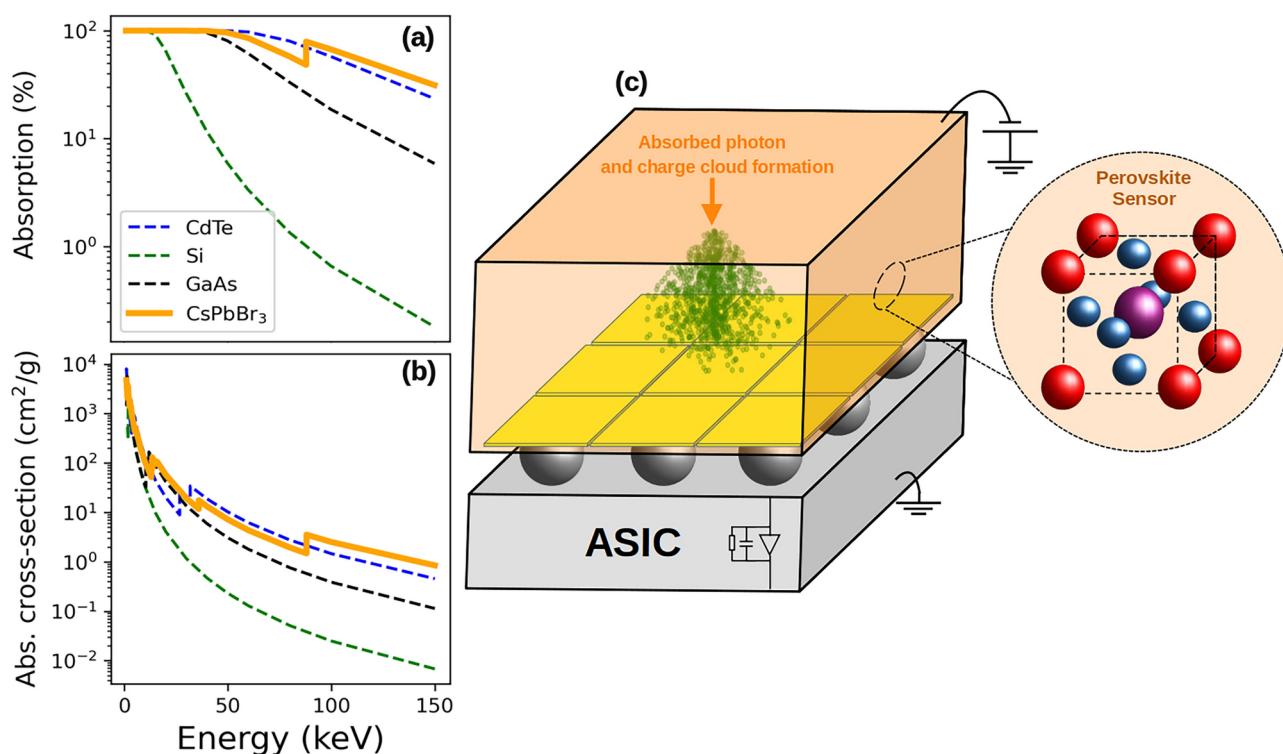 (a)
10²
10¹
10⁰
Absorption (%)
CdTe
Si
GaAs
CsPbBr₃
(b)
10⁴
10³
10²
10¹
10⁰
10⁻¹
10⁻²
Abs. cross-section (cm²/g)
0
50
100
150
Energy (keV)
(c)
Absorbed photon
and charge cloud formation
Perovskite
Sensor
ASIC